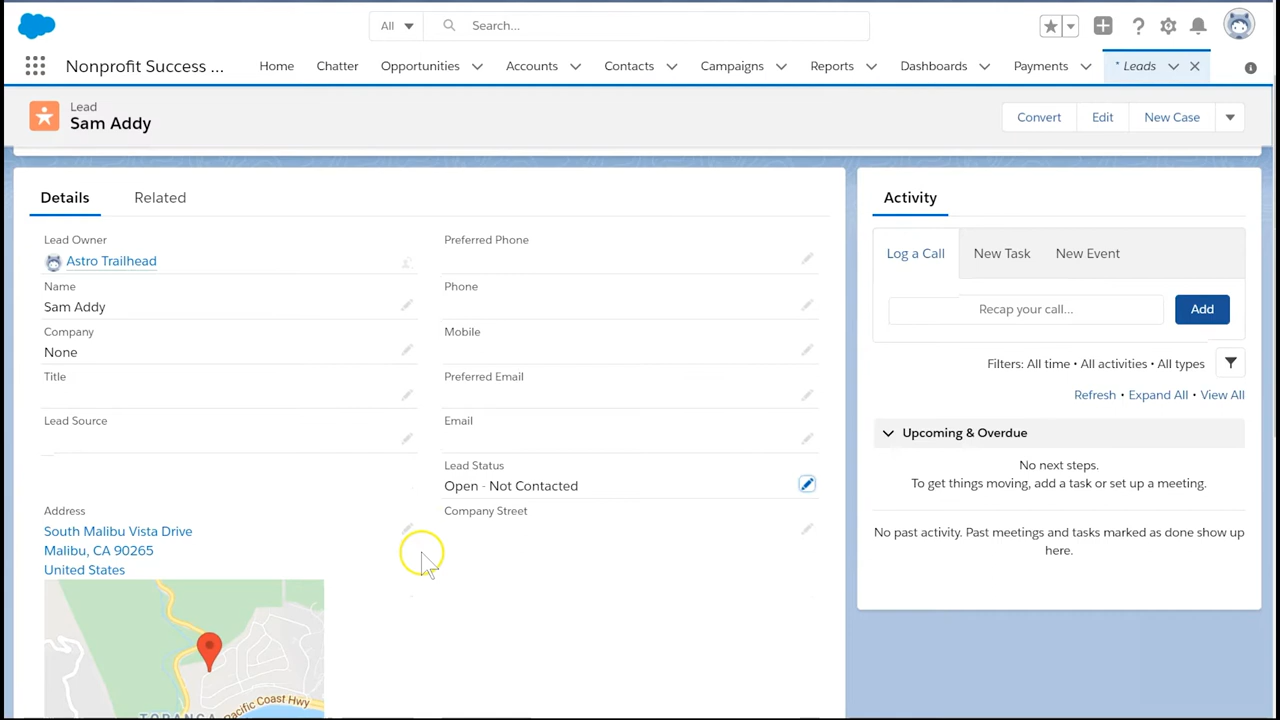 All
Search...
Nonprofit Success ...
Home
Chatter
Opportunities
Accounts
Contacts
Campaigns
Reports
Dashboards
Payments
* Leads
Lead
Sam Addy
Convert
Edit
New Case
Details
Related
Lead Owner
Astro Trailhead
Name
Sam Addy
Company
None
Title
Lead Source
Address
South Malibu Vista Drive
Malibu, CA 90265
United States
TOPANGA
Pacific Coast Hwy
Preferred Phone
Phone
Mobile
Preferred Email
Email
Lead Status
Open - Not Contacted
Company Street
Activity
Log a Call
New Task
New Event
Recap your call...
Add
Filters: All time • All activities • All types
Refresh • Expand All • View All
Upcoming & Overdue
No next steps.
To get things moving, add a task or set up a meeting.
No past activity. Past meetings and tasks marked as done show up
here.